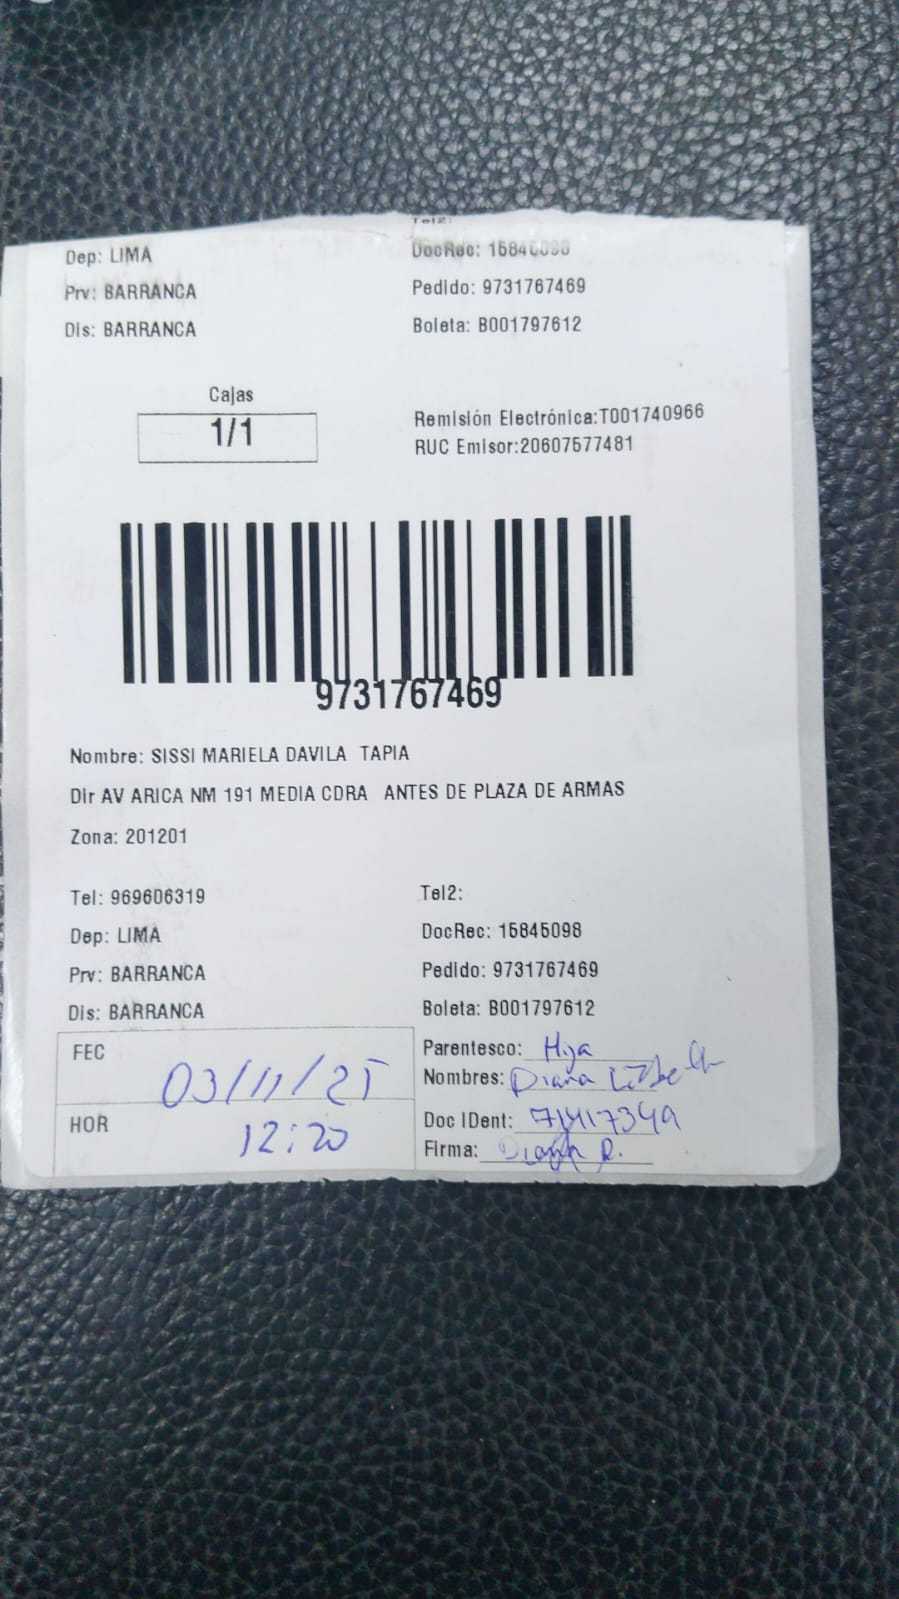 Tel2:
Dep: LIMA DocRec: 15845098
Prv: BARRANCA Pedido: 9731767469
Dis: BARRANCA Boleta: B001797612
Cajas
1/1
Remisión Electrónica:T001740966
RUC Emisor:20607577481
9731767469
Nombre: SISSI MARIELA DAVILA TAPIA
Dir AV ARICA NM 191 MEDIA CDRA ANTES DE PLAZA DE ARMAS
Zona: 201201
Tel: 969606319 Tel2:
Dep: LIMA DocRec: 15845098
Prv: BARRANCA Pedido: 9731767469
Dis: BARRANCA Boleta: B001797612
FEC 03/11/25
Parentesco: Hija
Nombres: Diana
HOR 12:20
Doc IDent:
Firma: R.